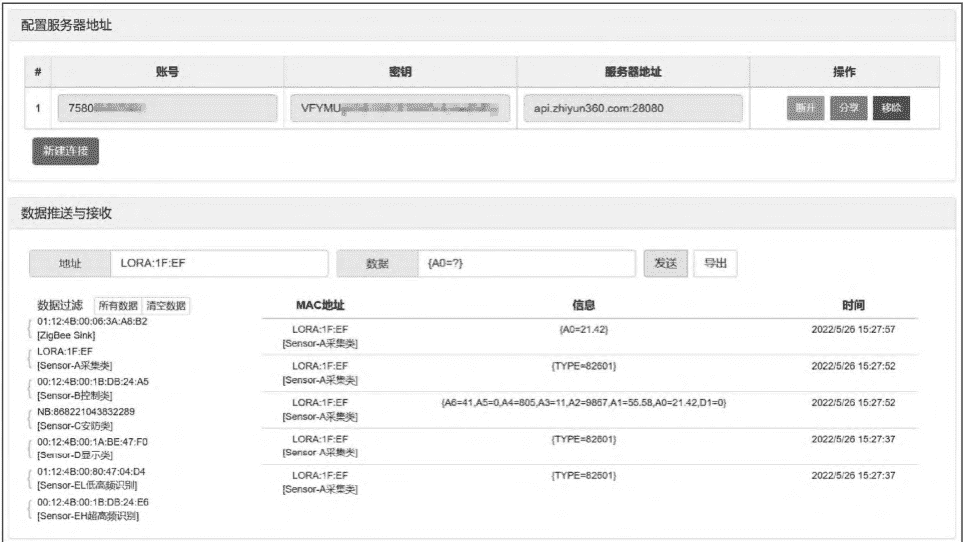 配置服务器地址
# 账号 密钥 服务器地址 操作
1 7580 VFYMU api.zhiyun360.com:28080 断开 分享 移除
新建连接
数据推送与接收
地址 LORA:1F:EF 数据 {A0=?} 发送 导出
数据过滤 所有数据 清空数据
01:12:4B:00:06:3A:A8:B2
[ZigBee Sink]
LORA:1F:EF
[Sensor-A采集类]
00:12:4B:00:1B:DB:24:A5
[Sensor-B控制类]
NB:868221043832289
[Sensor-C安防类]
00:12:4B:00:1A:BE:47:F0
[Sensor-D显示类]
01:12:4B:00:80:47:04:D4
[Sensor-EL低高频识别]
00:12:4B:00:1B:DB:24:E6
[Sensor-EH超高频识别]
MAC地址 信息 时间
LORA:1F:EF {A0=21.42} 2022/5/26 15:27:57
[Sensor-A采集类]
LORA:1F:EF {TYPE=82601} 2022/5/26 15:27:52
[Sensor-A采集类]
LORA:1F:EF {A6=41,A5=0,A4=805,A3=11,A2=9867,A1=55.58,A0=21.42,D1=0} 2022/5/26 15:27:52
[Sensor-A采集类]
LORA:1F:EF {TYPE=82601} 2022/5/26 15:27:37
[Sensor-A采集类]
LORA:1F:EF {TYPE=82601} 2022/5/26 15:27:37
[Sensor-A采集类]